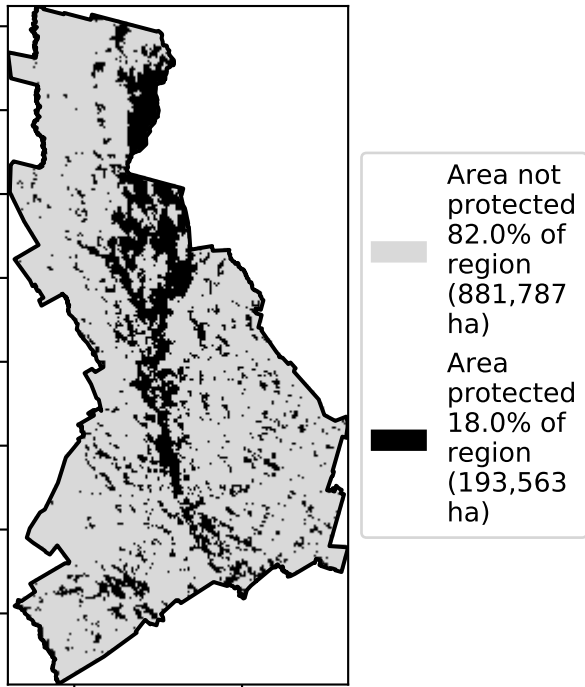 Area not
protected
82.0% of
region
(881,787
ha)
Area
protected
18.0% of
region
(193,563
ha)